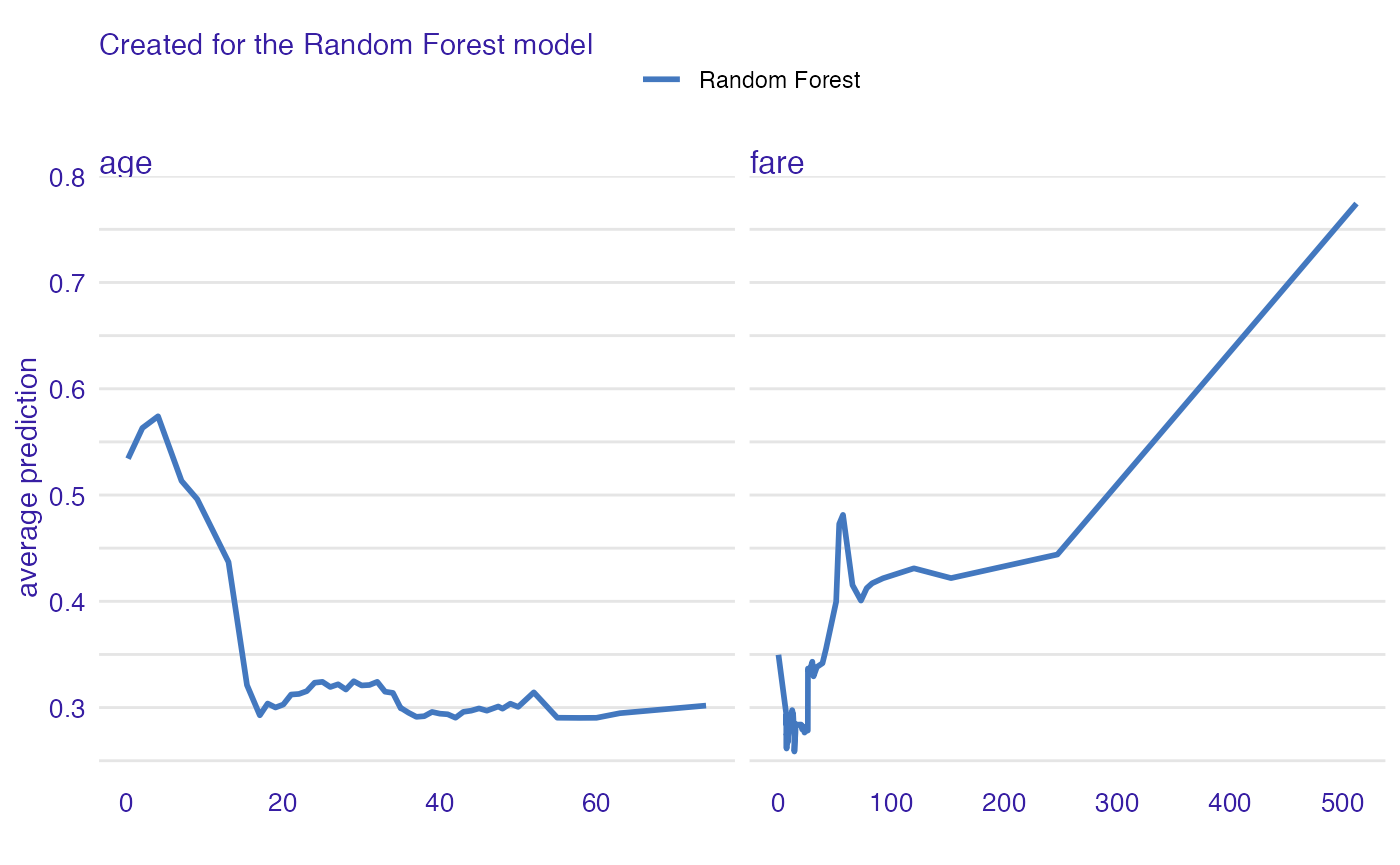 Created for the Random Forest model
Random Forest
age
fare
average prediction
0.8
0.7
0.6
0.5
0.4
0.3
0 20 40 60
0 100 200 300 400 500